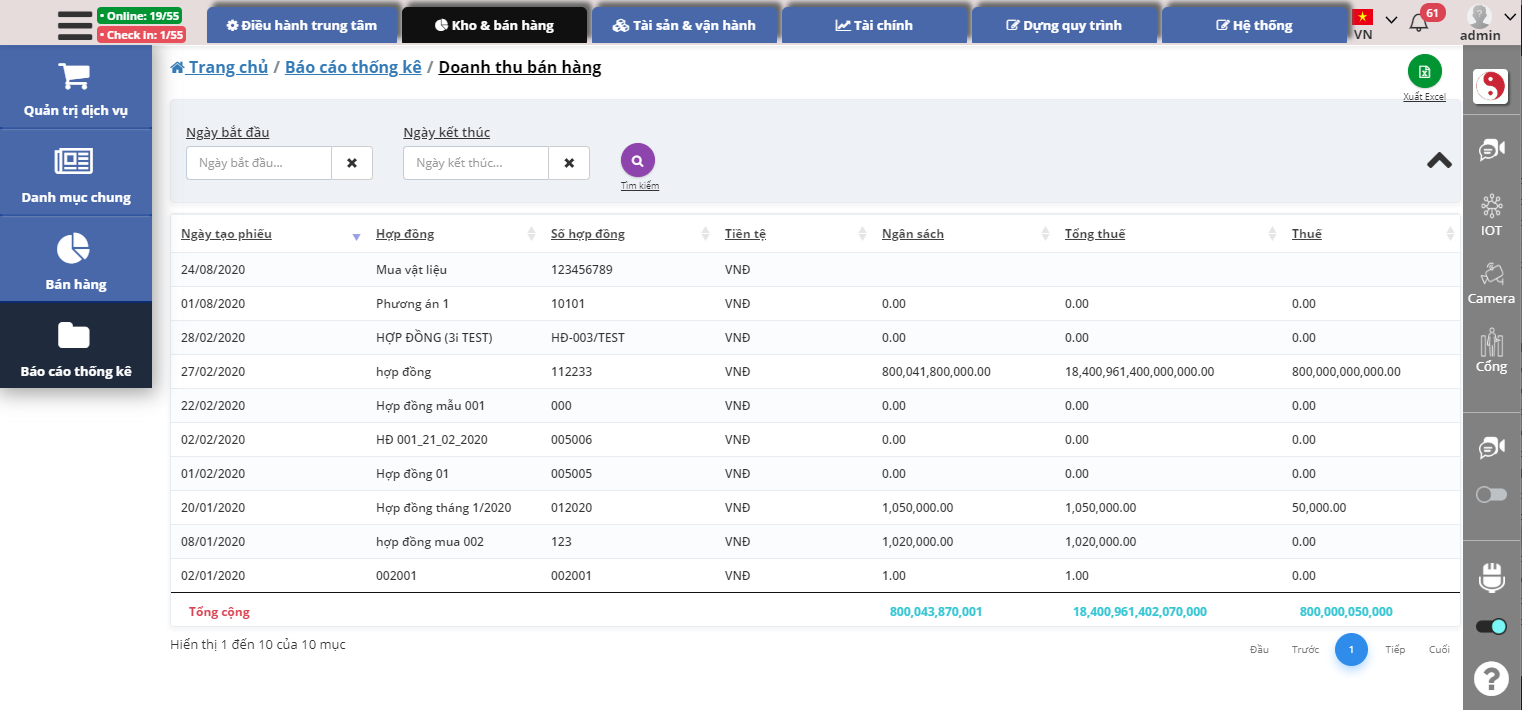 • Online: 19/55
• Check in: 1/55
Điều hành trung tâm
Kho & bán hàng
Tài sản & vận hành
Tài chính
Dựng quy trình
Hệ thống
VN
61
admin
Quản trị dịch vụ
Danh mục chung
Bán hàng
Báo cáo thống kê
Trang chủ / Báo cáo thống kê / Doanh thu bán hàng
Xuất Excel
Ngày bắt đầu Ngày kết thúc
Ngày bắt đầu... Ngày kết thúc...
Tìm kiếm
Ngày tạo phiếu Hợp đồng Số hợp đồng Tiền tệ Ngân sách Tổng thuế Thuế
24/08/2020 Mua vật liệu 123456789 VNĐ
01/08/2020 Phương án 1 10101 VNĐ 0.00 0.00 0.00
28/02/2020 HỢP ĐỒNG (3i TEST) HĐ-003/TEST VNĐ 0.00 0.00 0.00
27/02/2020 hợp đồng 112233 VNĐ 800,041,800,000.00 18,400,961,400,000,000.00 800,000,000,000.00
22/02/2020 Hợp đồng mẫu 001 000 VNĐ 0.00 0.00 0.00
02/02/2020 HĐ 001_21_02_2020 005006 VNĐ 0.00 0.00 0.00
01/02/2020 Hợp đồng 01 005005 VNĐ 0.00 0.00 0.00
20/01/2020 Hợp đồng tháng 1/2020 012020 VNĐ 1,050,000.00 1,050,000.00 50,000.00
08/01/2020 hợp đồng mua 002 123 VNĐ 1,020,000.00 1,020,000.00 0.00
02/01/2020 002001 002001 VNĐ 1.00 1.00 0.00
Tổng cộng 800,043,870,001 18,400,961,402,070,000 800,000,050,000
Hiển thị 1 đến 10 của 10 mục
Đầu Trước 1 Tiếp Cuối
IOT
Camera
Cổng